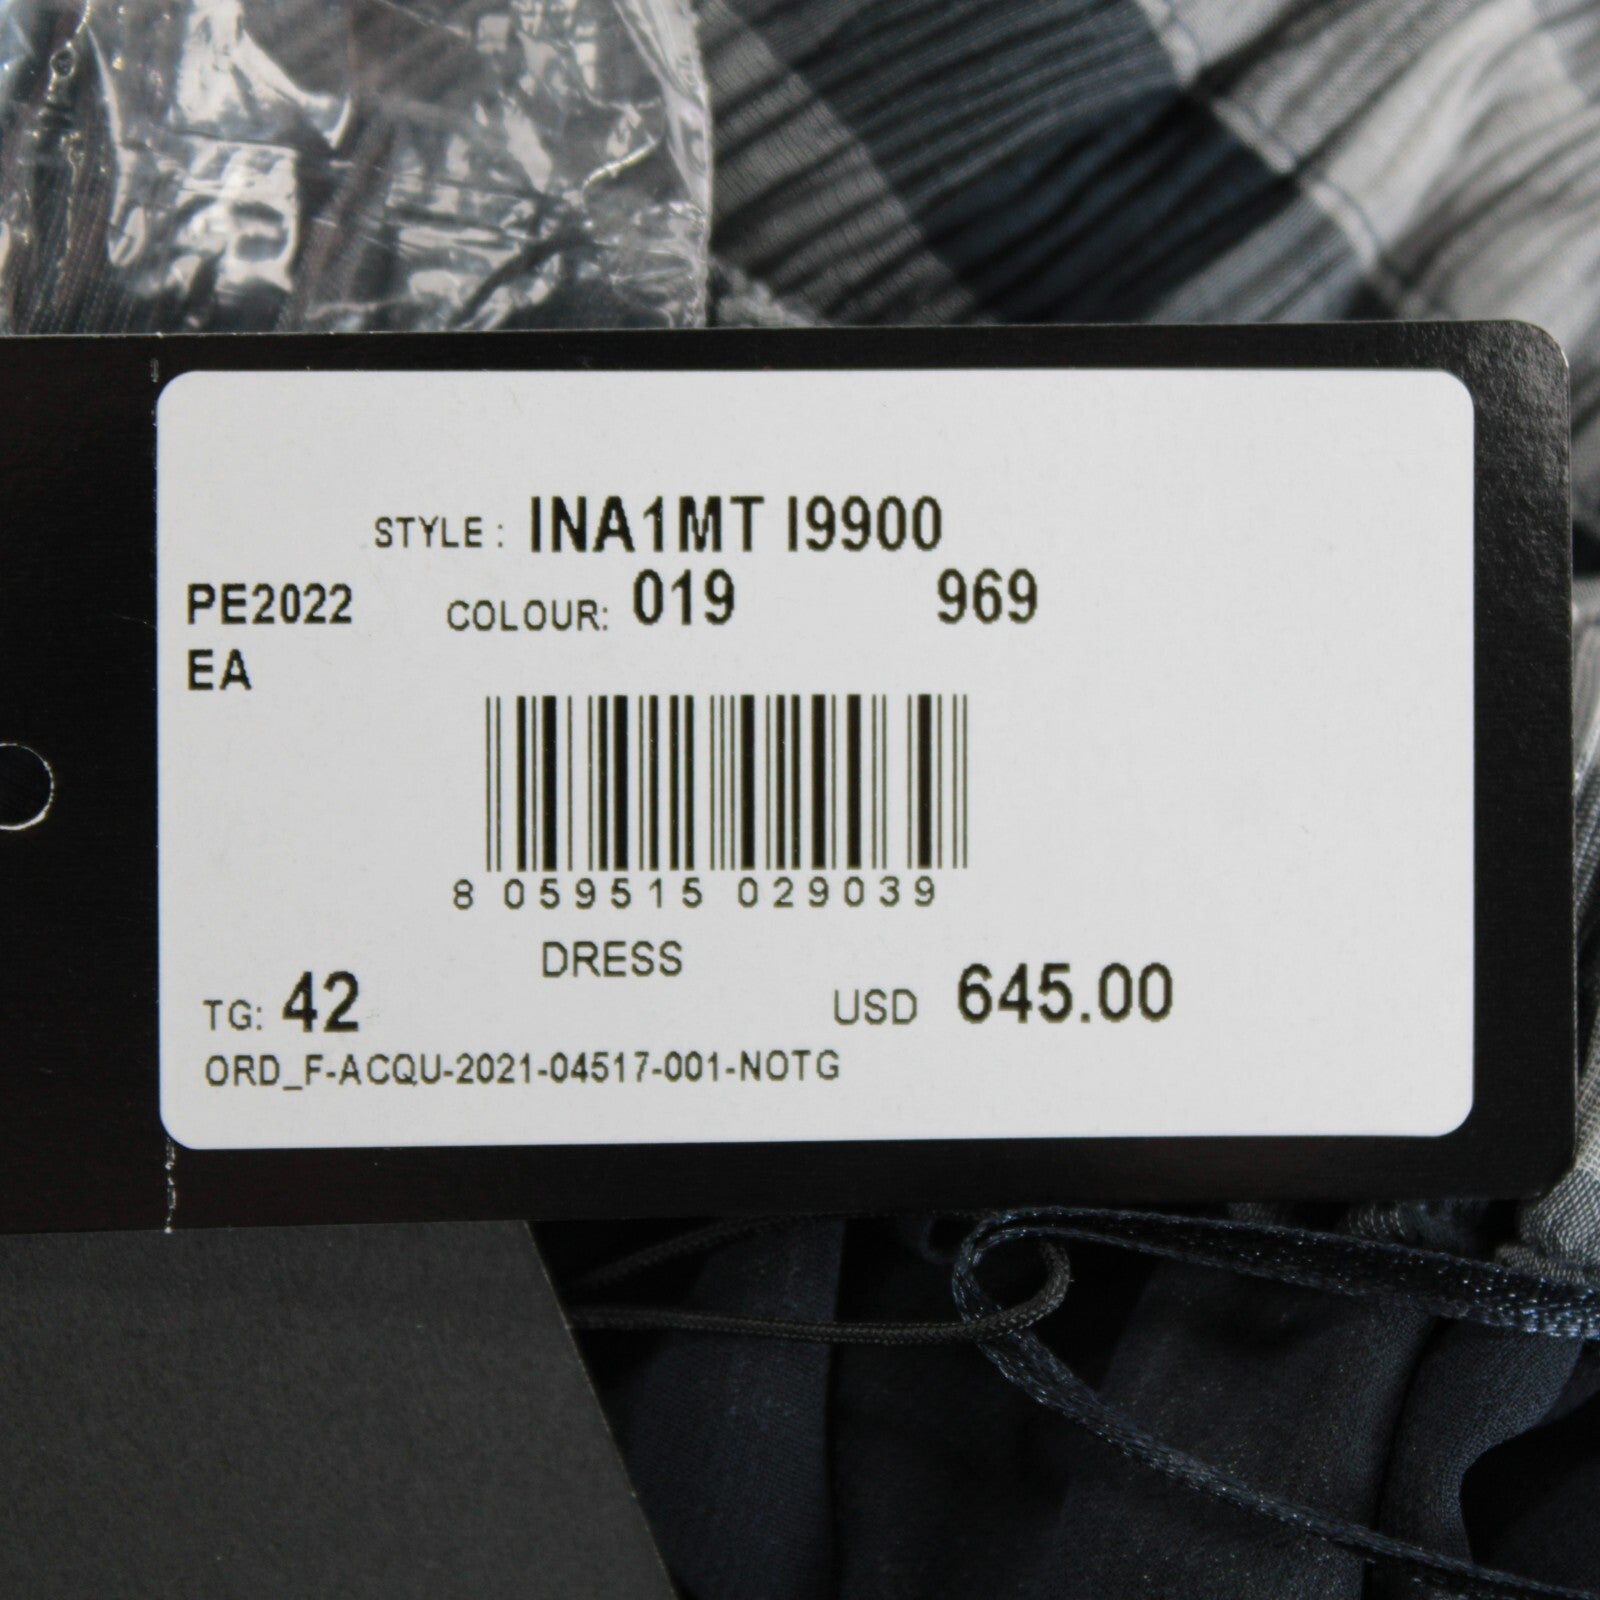 STYLE : INA1MT I9900
PE2022 COLOUR: 019 969
EA
8 059515 029039
DRESS
TG: 42 USD 645.00
ORD_F-ACQU-2021-04517-001-NOTG